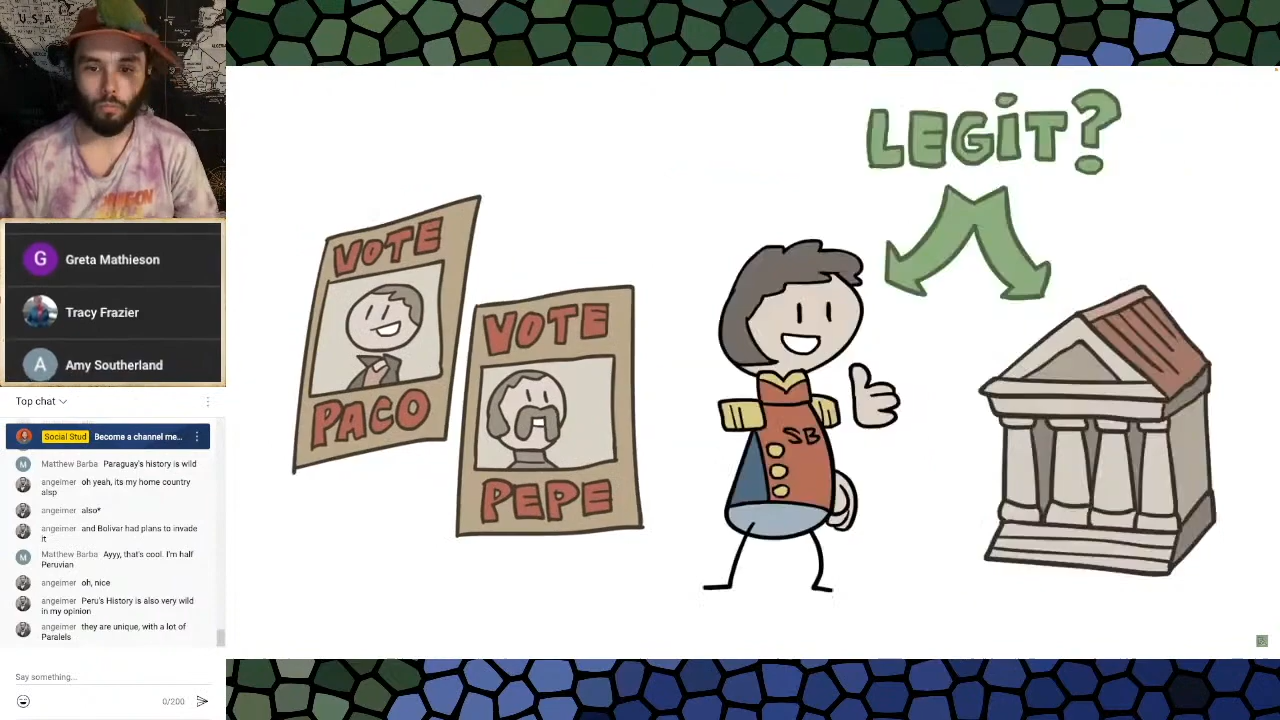 U.S.A
Greta Mathieson
Tracy Frazier
A Amy Southerland
G
Top chat
Social Stud Become a channel me...
M Matthew Barba Paraguay's history is wild
angeimer oh yeah, its my home country
alsp
angeimer also*
angeimer and Bolivar had plans to invade
it
M Matthew Barba Ayyy, that's cool. I'm half
Peruvian
angeimer oh, nice
angeimer Peru's History is also very wild
in my opinion
angeimer they are unique, with a lot of
Paralels
Say something...
0/200
LEGIT?
VOTE
PACO
VOTE
PEPE
SB